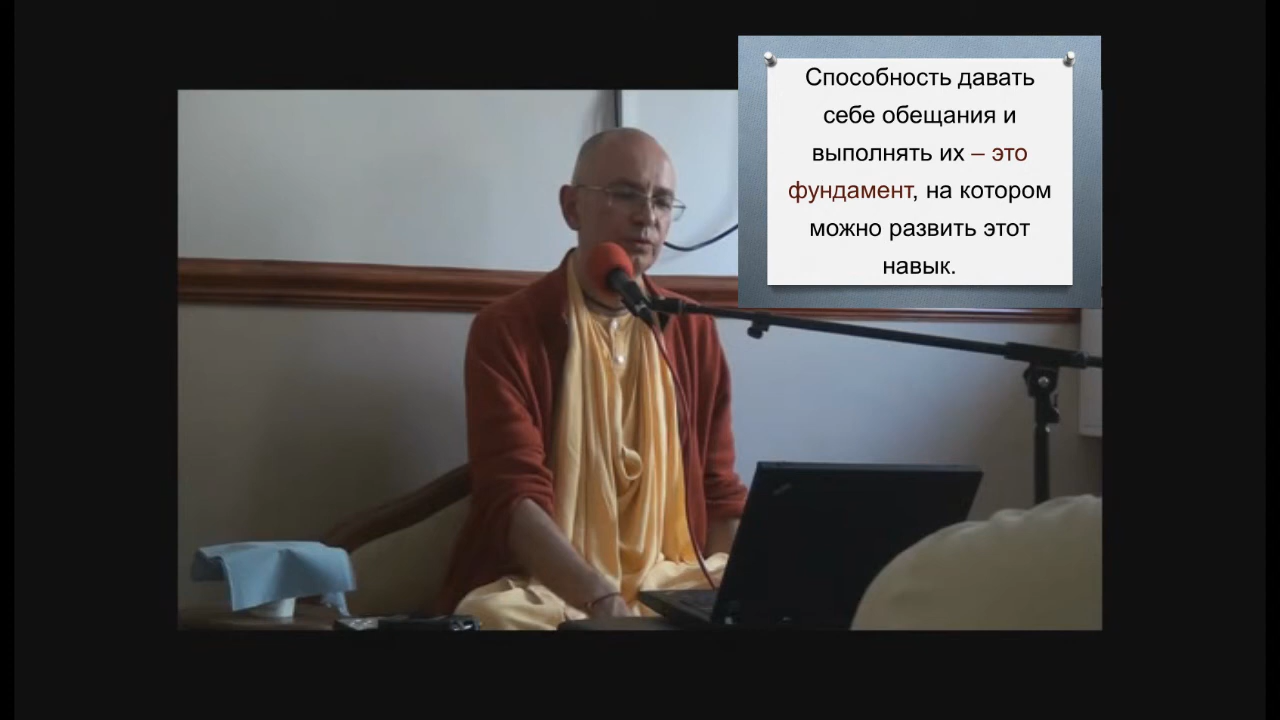 Способность давать
себе обещания и
выполнять их – это
фундамент, на котором
можно развить этот
навык.